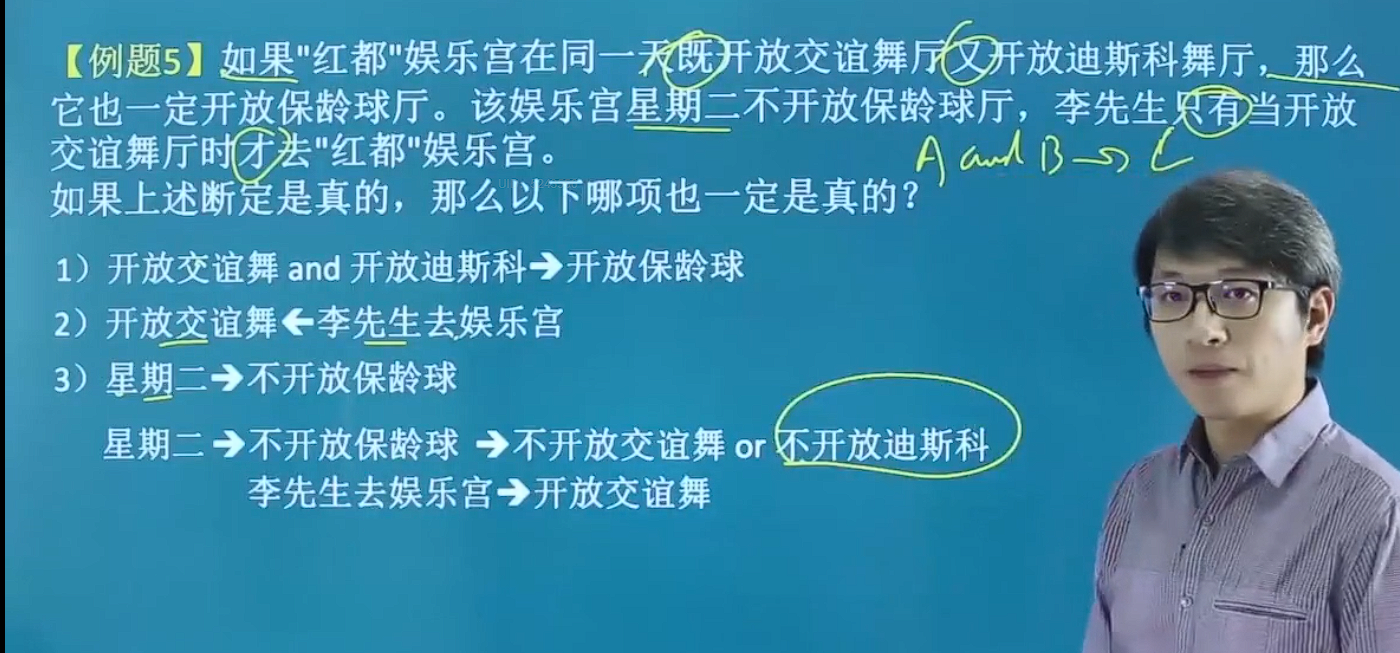 【例题5】如果"红都"娱乐宫在同一天既开放交谊舞厅又开放迪斯科舞厅，那么
它也一定开放保龄球厅。该娱乐宫星期二不开放保龄球厅，李先生只有当开放
交谊舞厅时才去"红都"娱乐宫。
A and B → C
如果上述断定是真的，那么以下哪项也一定是真的？
1）开放交谊舞 and 开放迪斯科→开放保龄球
2）开放交谊舞←李先生去娱乐宫
3）星期二→不开放保龄球
星期二→不开放保龄球 →不开放交谊舞 or 不开放迪斯科
李先生去娱乐宫→开放交谊舞